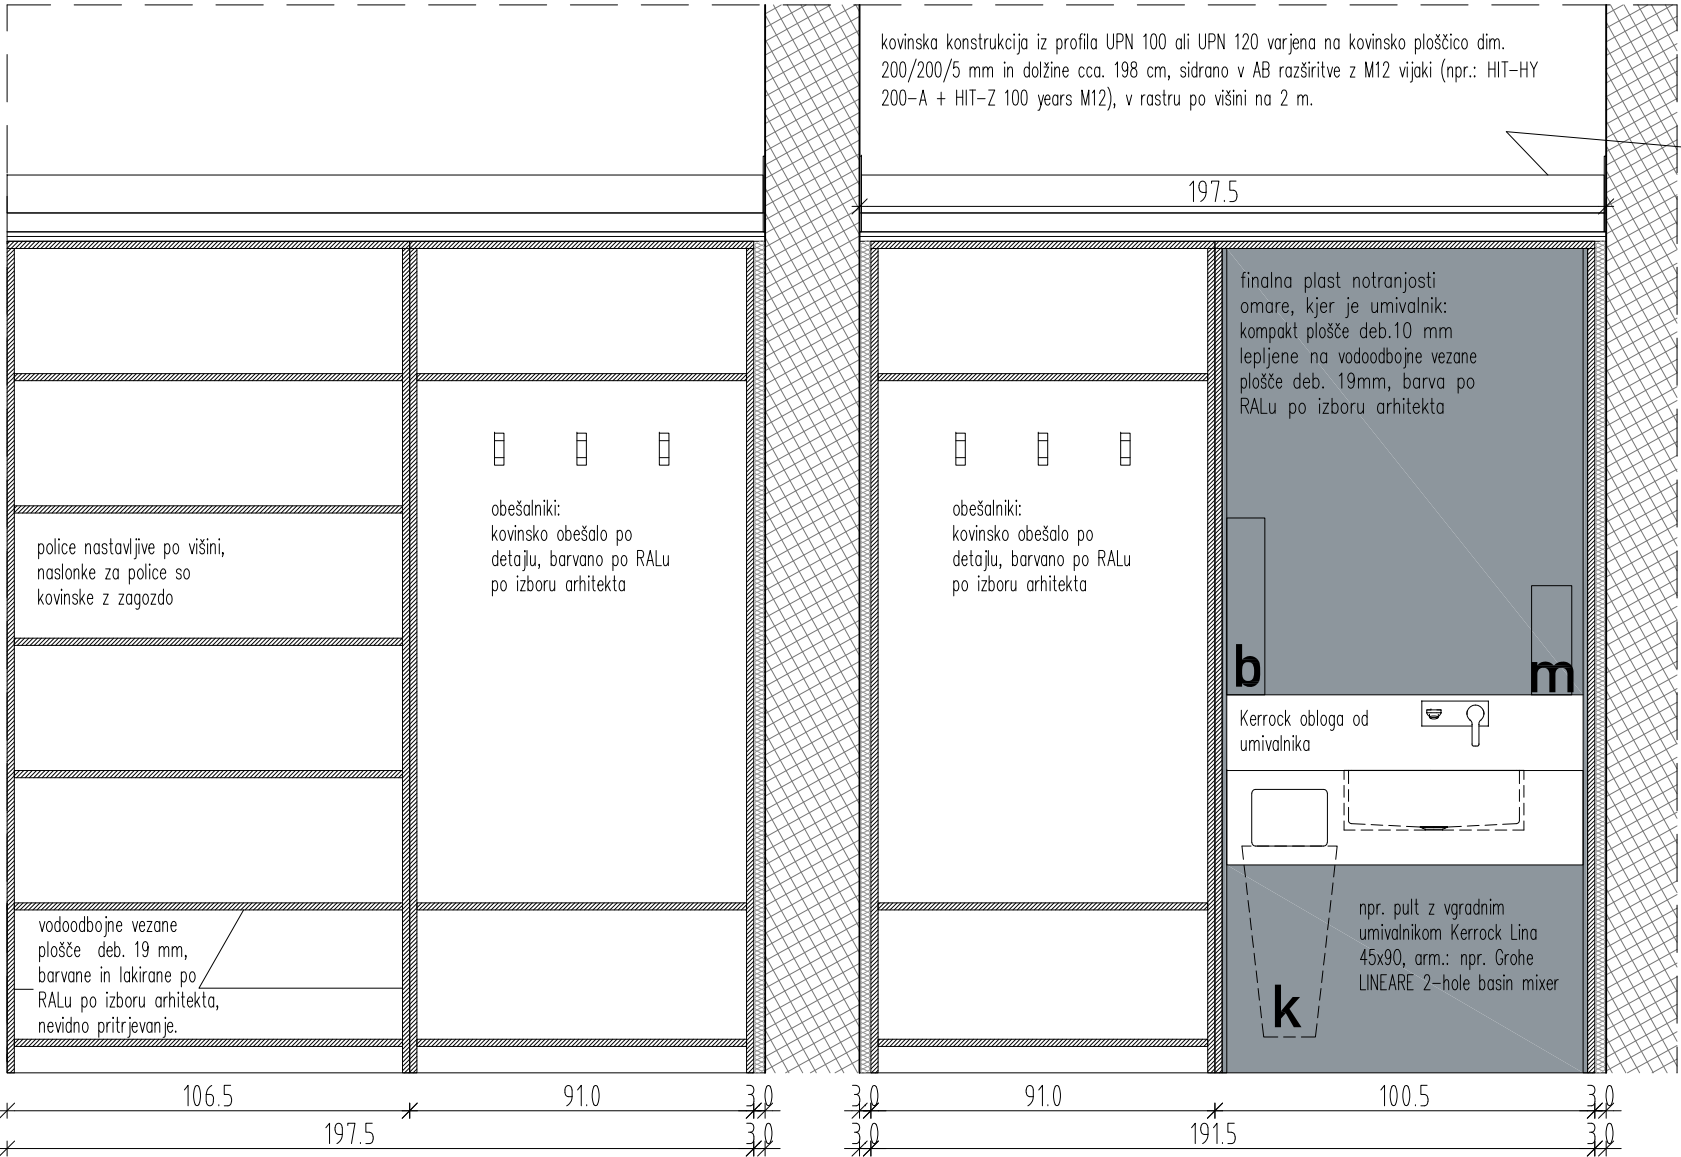 kovinska konstrukcija iz profila UPN 100 ali UPN 120 varjena na kovinsko ploščico dim.
200/200/5 mm in dolžine cca. 198 cm, sidrano v AB razširitve z M12 vijaki (npr.: HIT-HY
200-A + HIT-Z 100 years M12), v rastru po višini na 2 m.
197.5
finalna plast notranjosti
omare, kjer je umivalnik:
kompakt plošče deb.10 mm
lepljene na vodoodbojne vezane
plošče deb. 19mm, barva po
RALu po izboru arhitekta
police nastavljive po višini,
naslonke za police so
kovinske z zagozdo
obešalniki:
kovinsko obešalo po
detajlu, barvano po RALu
po izboru arhitekta
obešalniki:
kovinsko obešalo po
detajlu, barvano po RALu
po izboru arhitekta
b
m
Kerrock obloga od
umivalnika
vodoodbojne vezane
plošče deb. 19 mm,
barvane in lakirane po
RALu po izboru arhitekta,
nevidno pritrjevanje.
npr. pult z vgradnim
umivalnikom Kerrock Lina
45x90, arm.: npr. Grohe
LINEARE 2-hole basin mixer
k
106.5 91.0 3.0 3.0 91.0 100.5 3.0
197.5 3.0 3.0 191.5 3.0